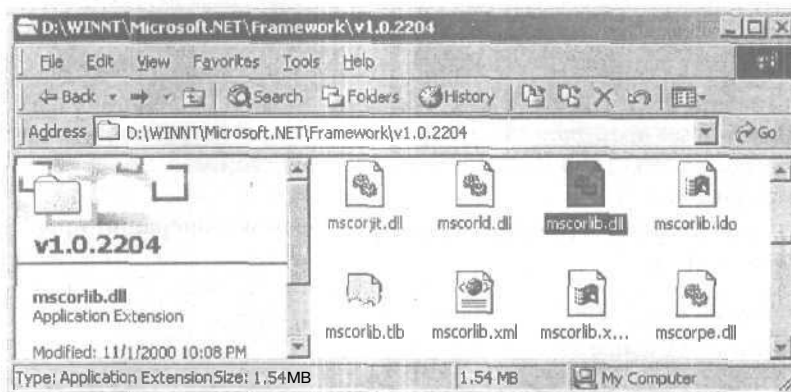 D:\WINNT\Microsoft.NET\Framework\v1.0.2204
File Edit View Favorites Tools Help
Back Search Folders History
Address D:\WINNT\Microsoft.NET\Framework\v1.0.2204 Go
v1.0.2204
mscorlib.dll
Application Extension
Modified: 11/1/2000 10:08 PM
mscorjit.dll mscorld.dll mscorlib.dll mscorlib.ldo
mscorlib.tlb mscorlib.xml mscorlib.x... mscorpe.dll
Type: Application Extension Size: 1.54MB 1.54 MB My Computer